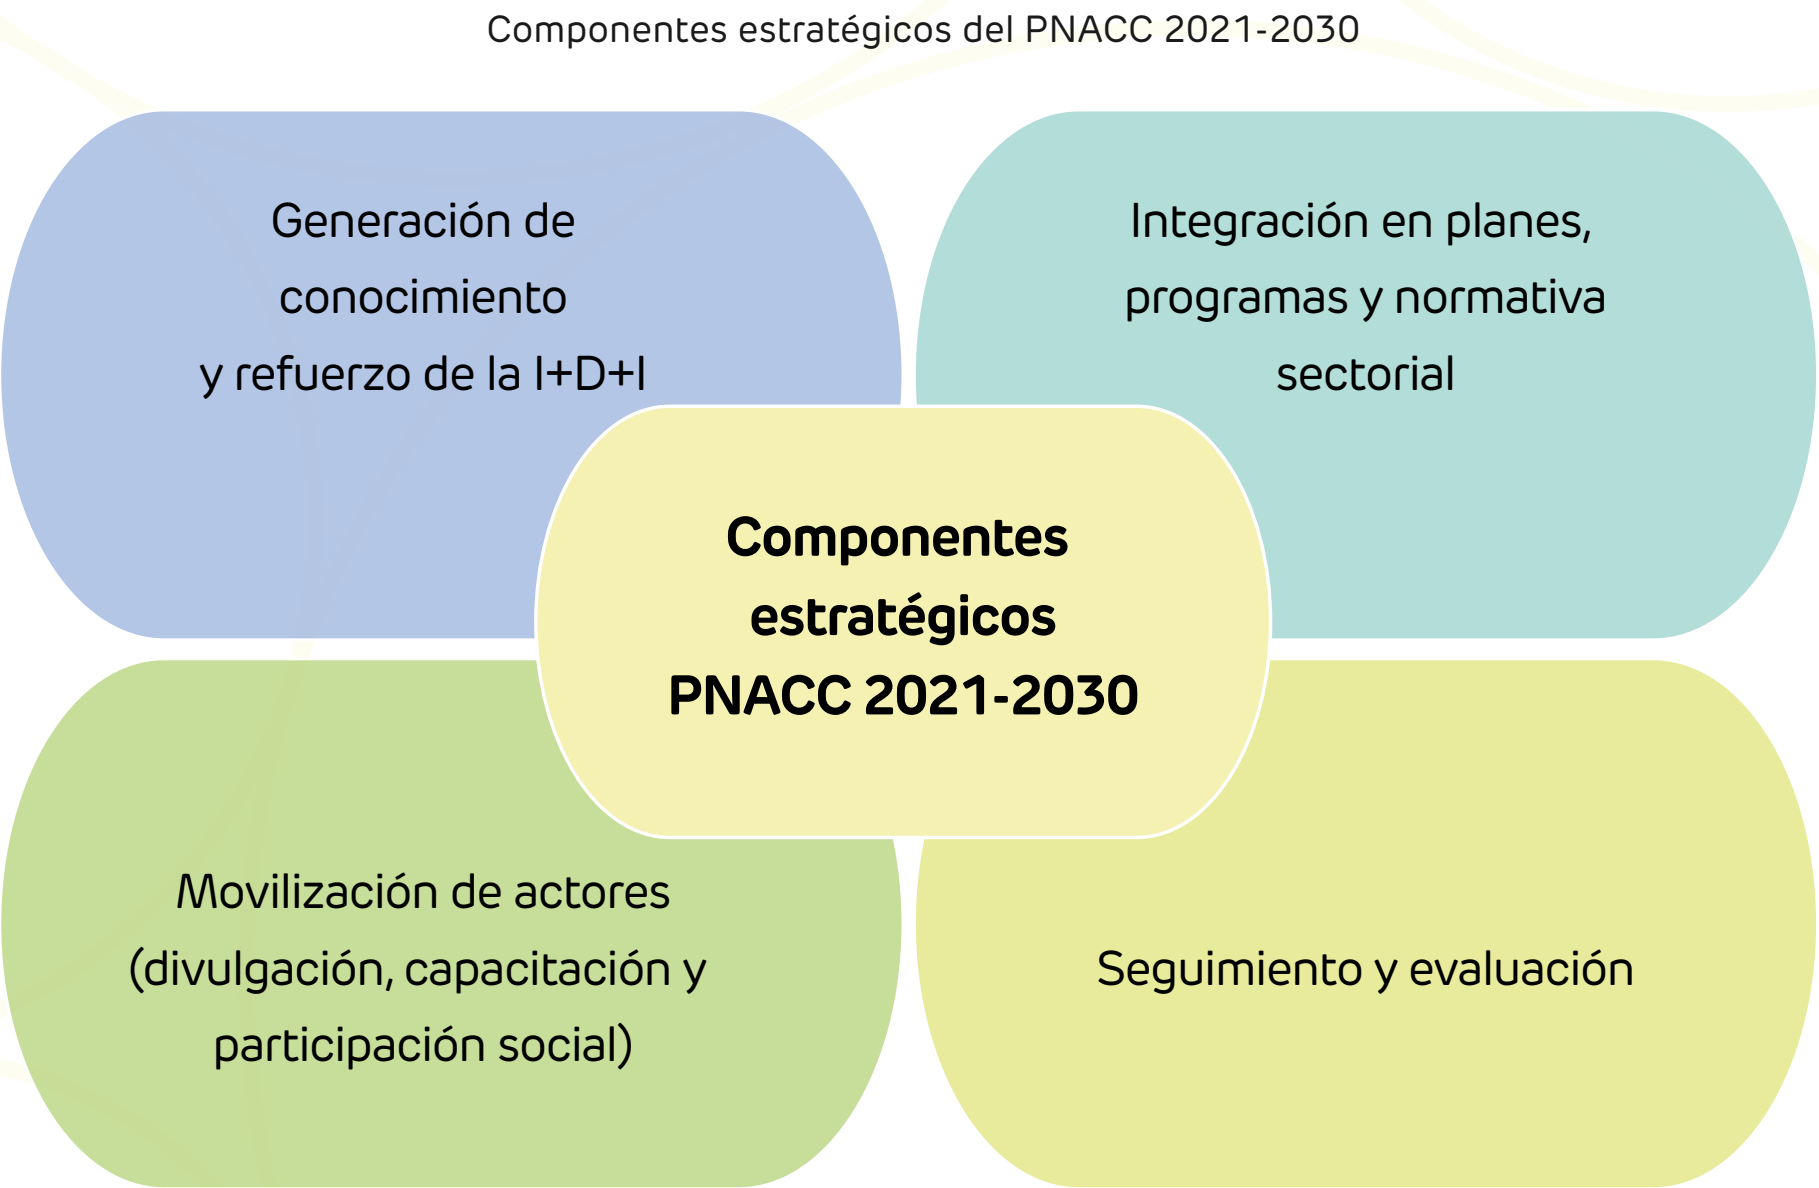 Componentes estratégicos del PNACC 2021-2030
Generación de
conocimiento
y refuerzo de la I+D+I
Integración en planes,
programas y normativa
sectorial
Componentes
estratégicos
PNACC 2021-2030
Movilización de actores
(divulgación, capacitación y
participación social)
Seguimiento y evaluación